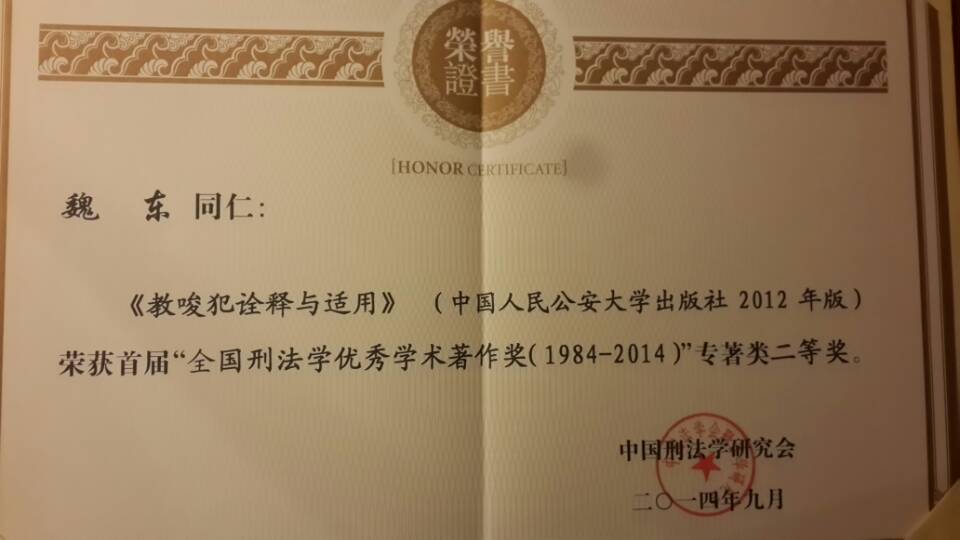 榮譽
證書
[HONOR CERTIFICATE]
魏 东 同仁:
《教唆犯诠释与适用》 (中国人民公安大学出版社 2012 年版)
荣获首届“全国刑法学优秀学术著作奖(1984-2014)”专著类二等奖。
中国刑法学研究会
二〇一四年九月